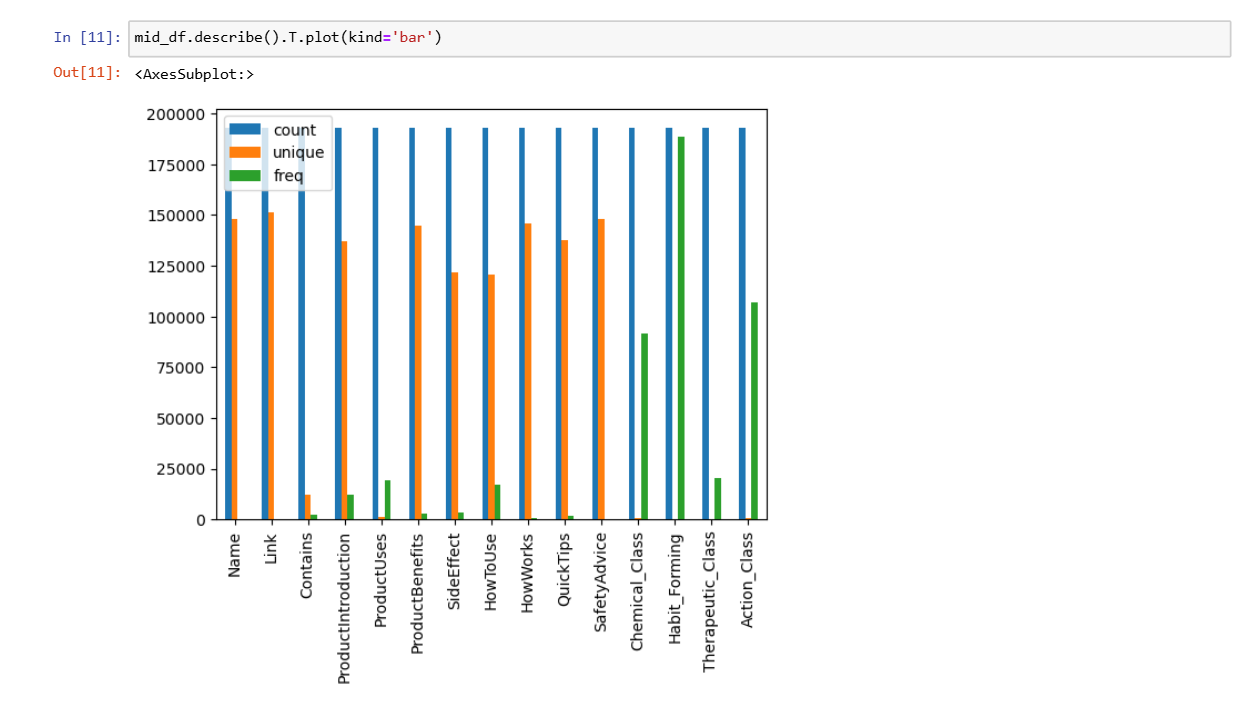 In [11]: mid_df.describe().T.plot(kind='bar')
Out[11]: <AxesSubplot:>
200000
175000
150000
125000
100000
75000
50000
25000
0
count
unique
freq
Name
Link
Contains
ProductIntroduction
ProductUses
ProductBenefits
SideEffect
HowToUse
HowWorks
QuickTips
SafetyAdvice
Chemical_Class
Habit_Forming
Therapeutic_Class
Action_Class